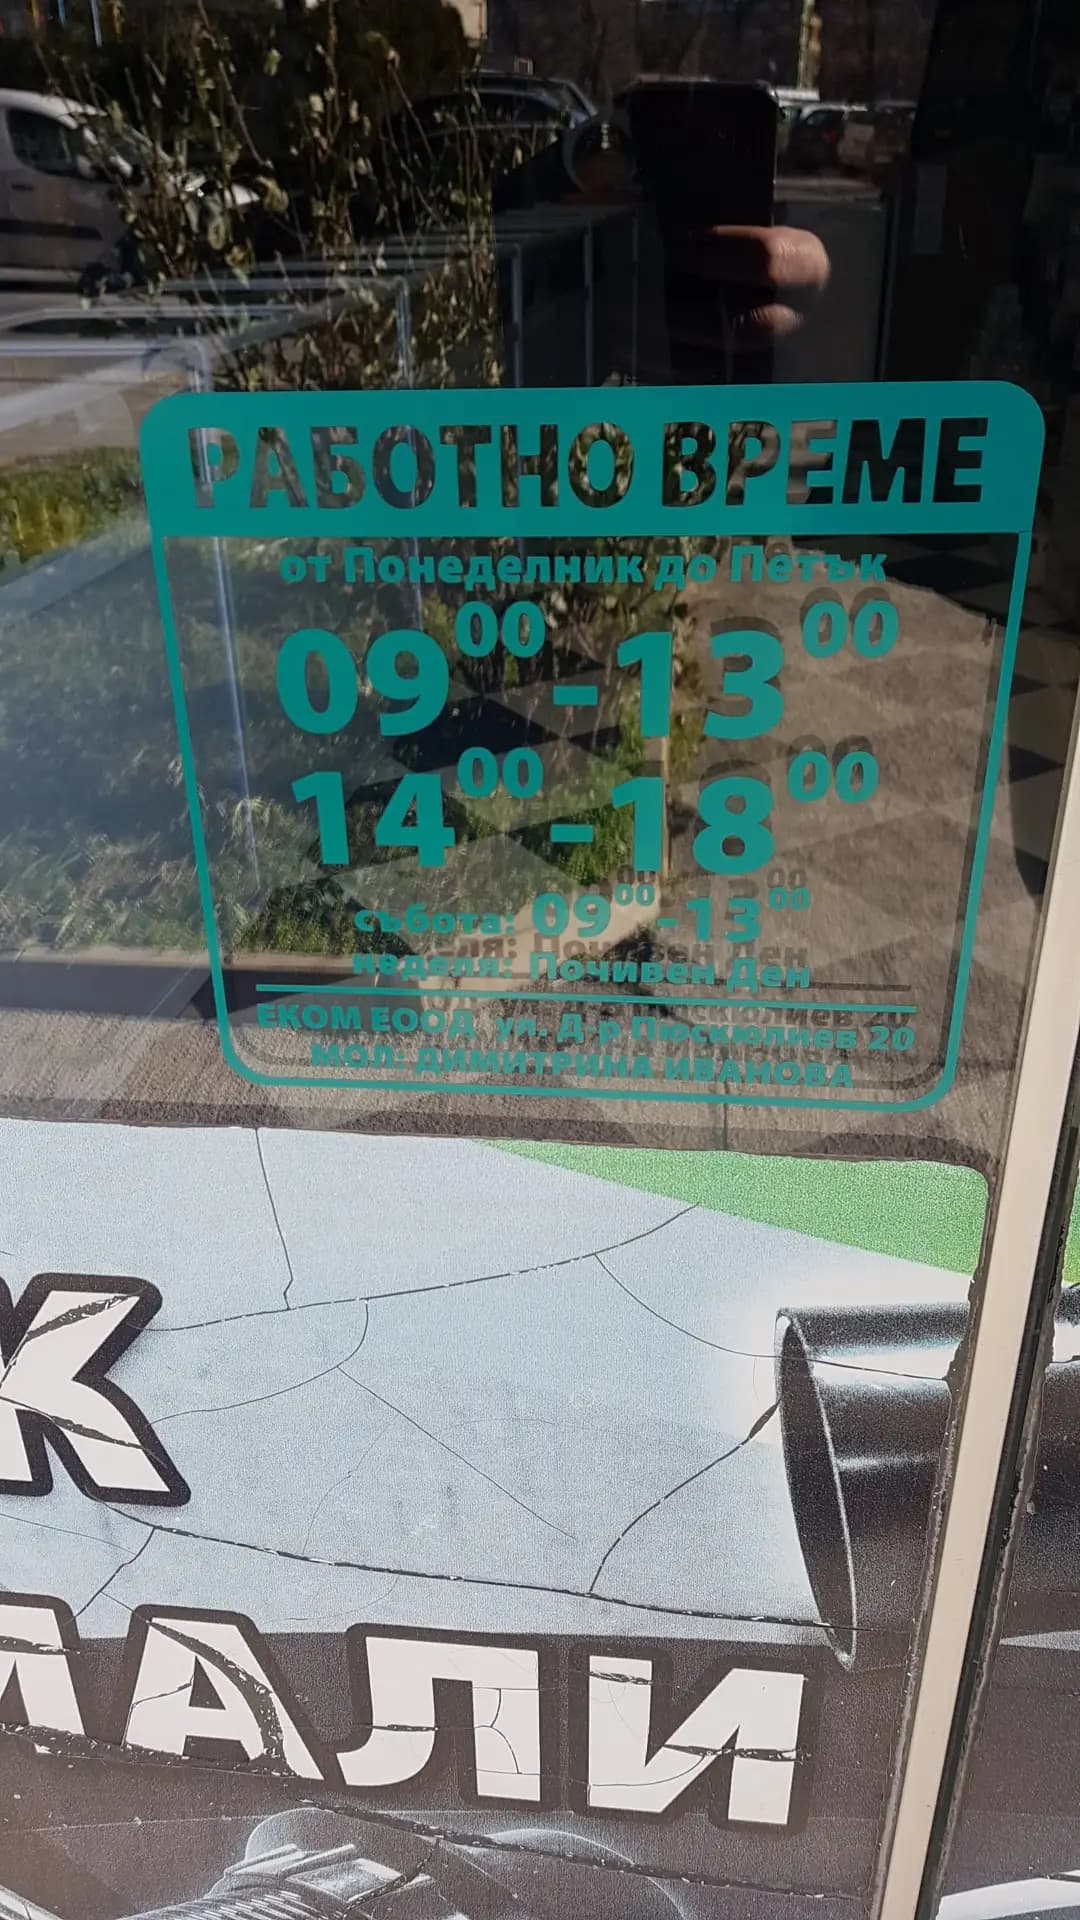 РАБОТНО ВРЕМЕ
от Понеделник до Петък
09⁰⁰ - 13⁰⁰
14⁰⁰ - 18⁰⁰
събота: 09⁰⁰-13⁰⁰
неделя: Почивен Ден
ЕКОМ ЕООД, ул. Д-р Пюскюлиев 20
МОЛ: ДИМИТРИНА ИВАНОВА